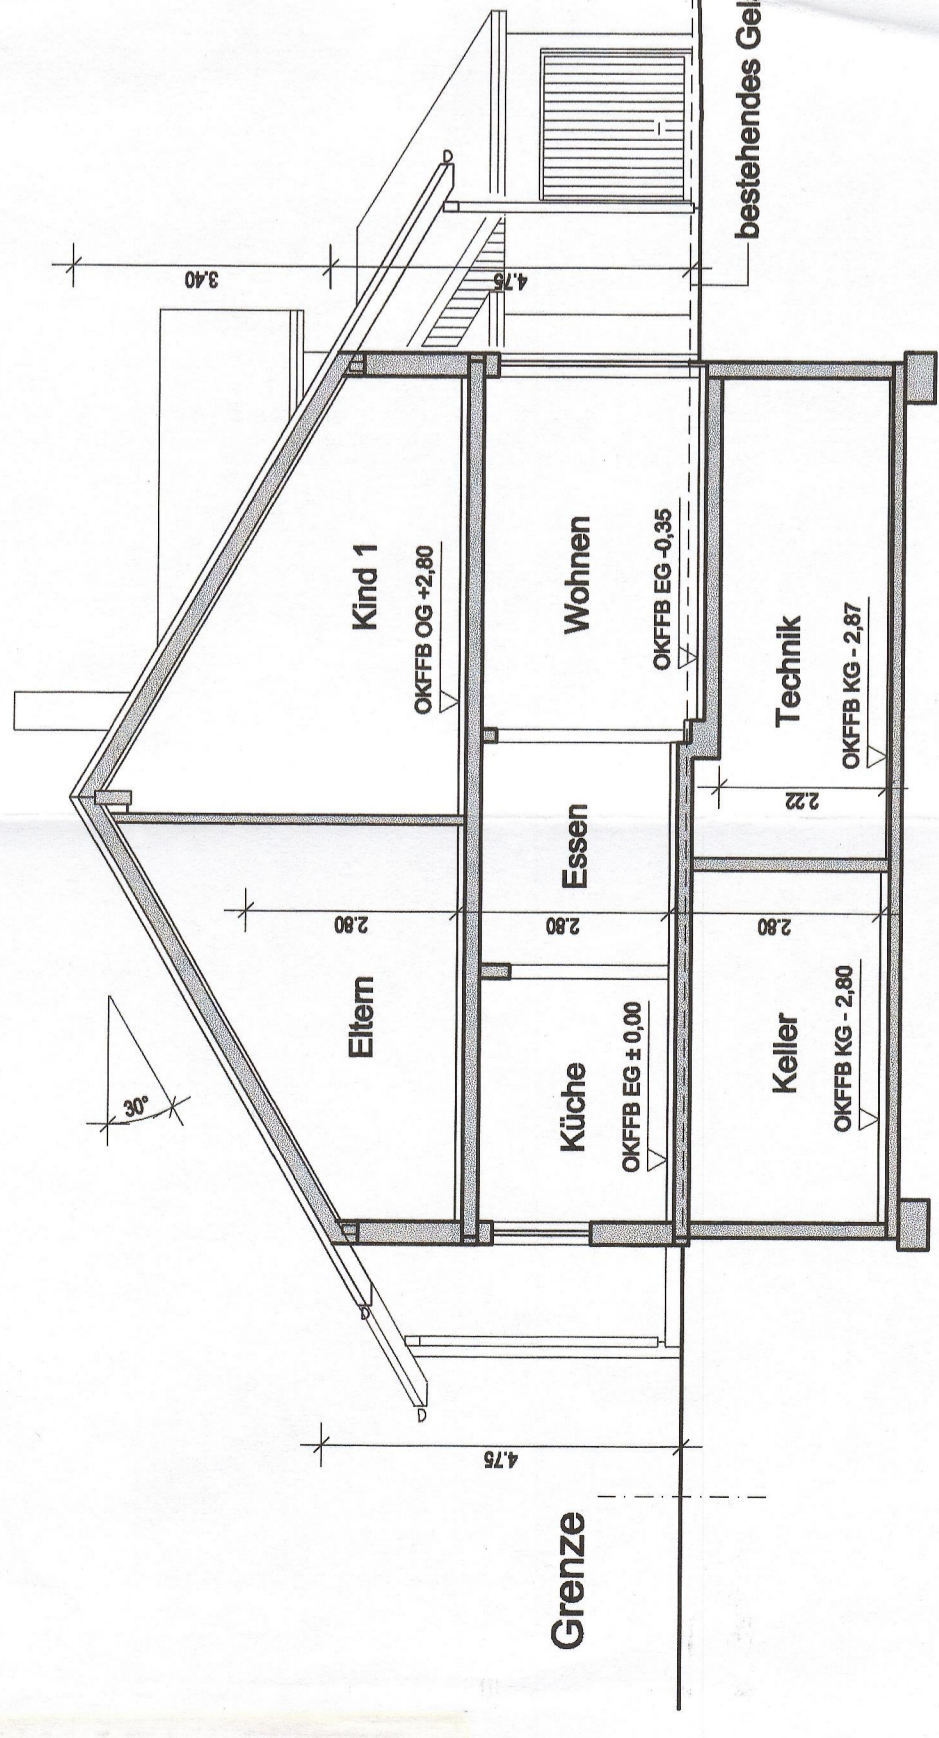 3.40
30°
4.75
4.75
Eltern
2.80
Kind 1
OKFFB OG +2,80
Grenze
Küche
OKFFB EG ± 0,00
Essen
2.80
Wohnen
OKFFB EG -0,35
bestehendes
Keller
OKFFB KG - 2,80
2.80
2.22
Technik
OKFFB KG - 2,87